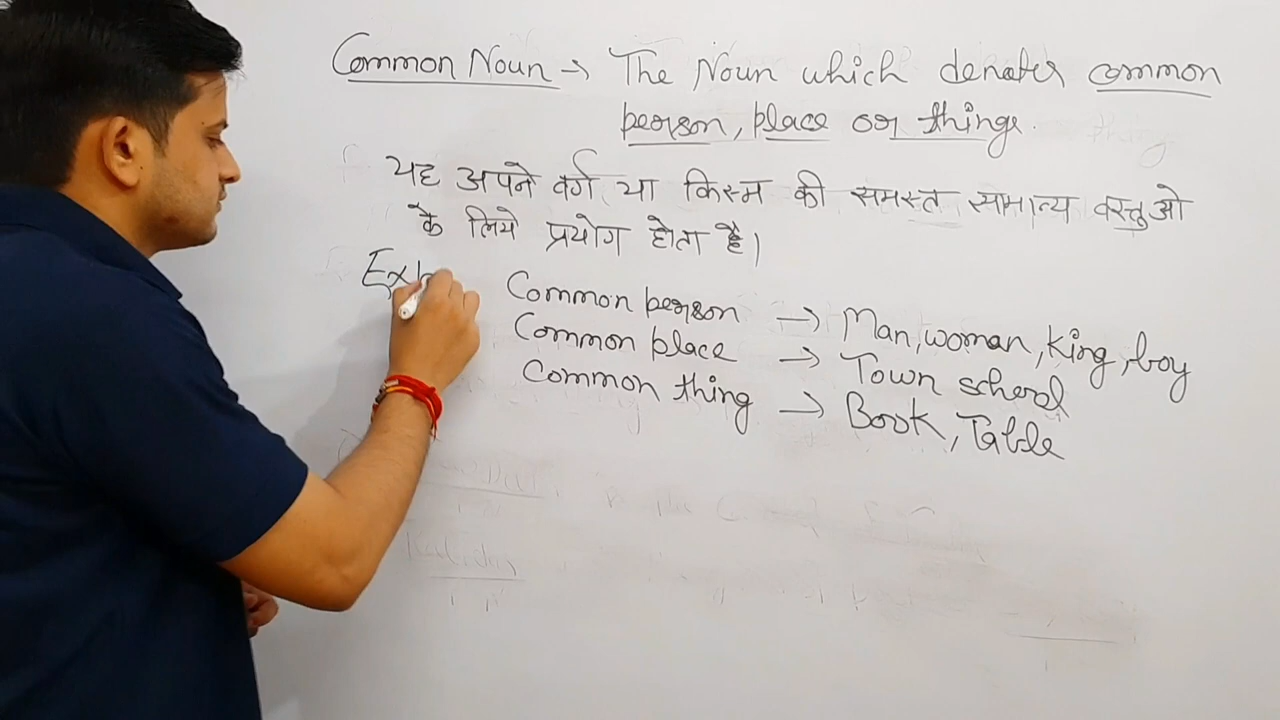 Common Noun → The Noun which denotes common
person, place or things.
यह अपने वर्ग या किस्म की समस्त सामान्य वस्तुओ
के लिये प्रयोग होता है।
Exp
Common person → Man, woman, king, boy
Common place → Town school
Common thing → Book, Table